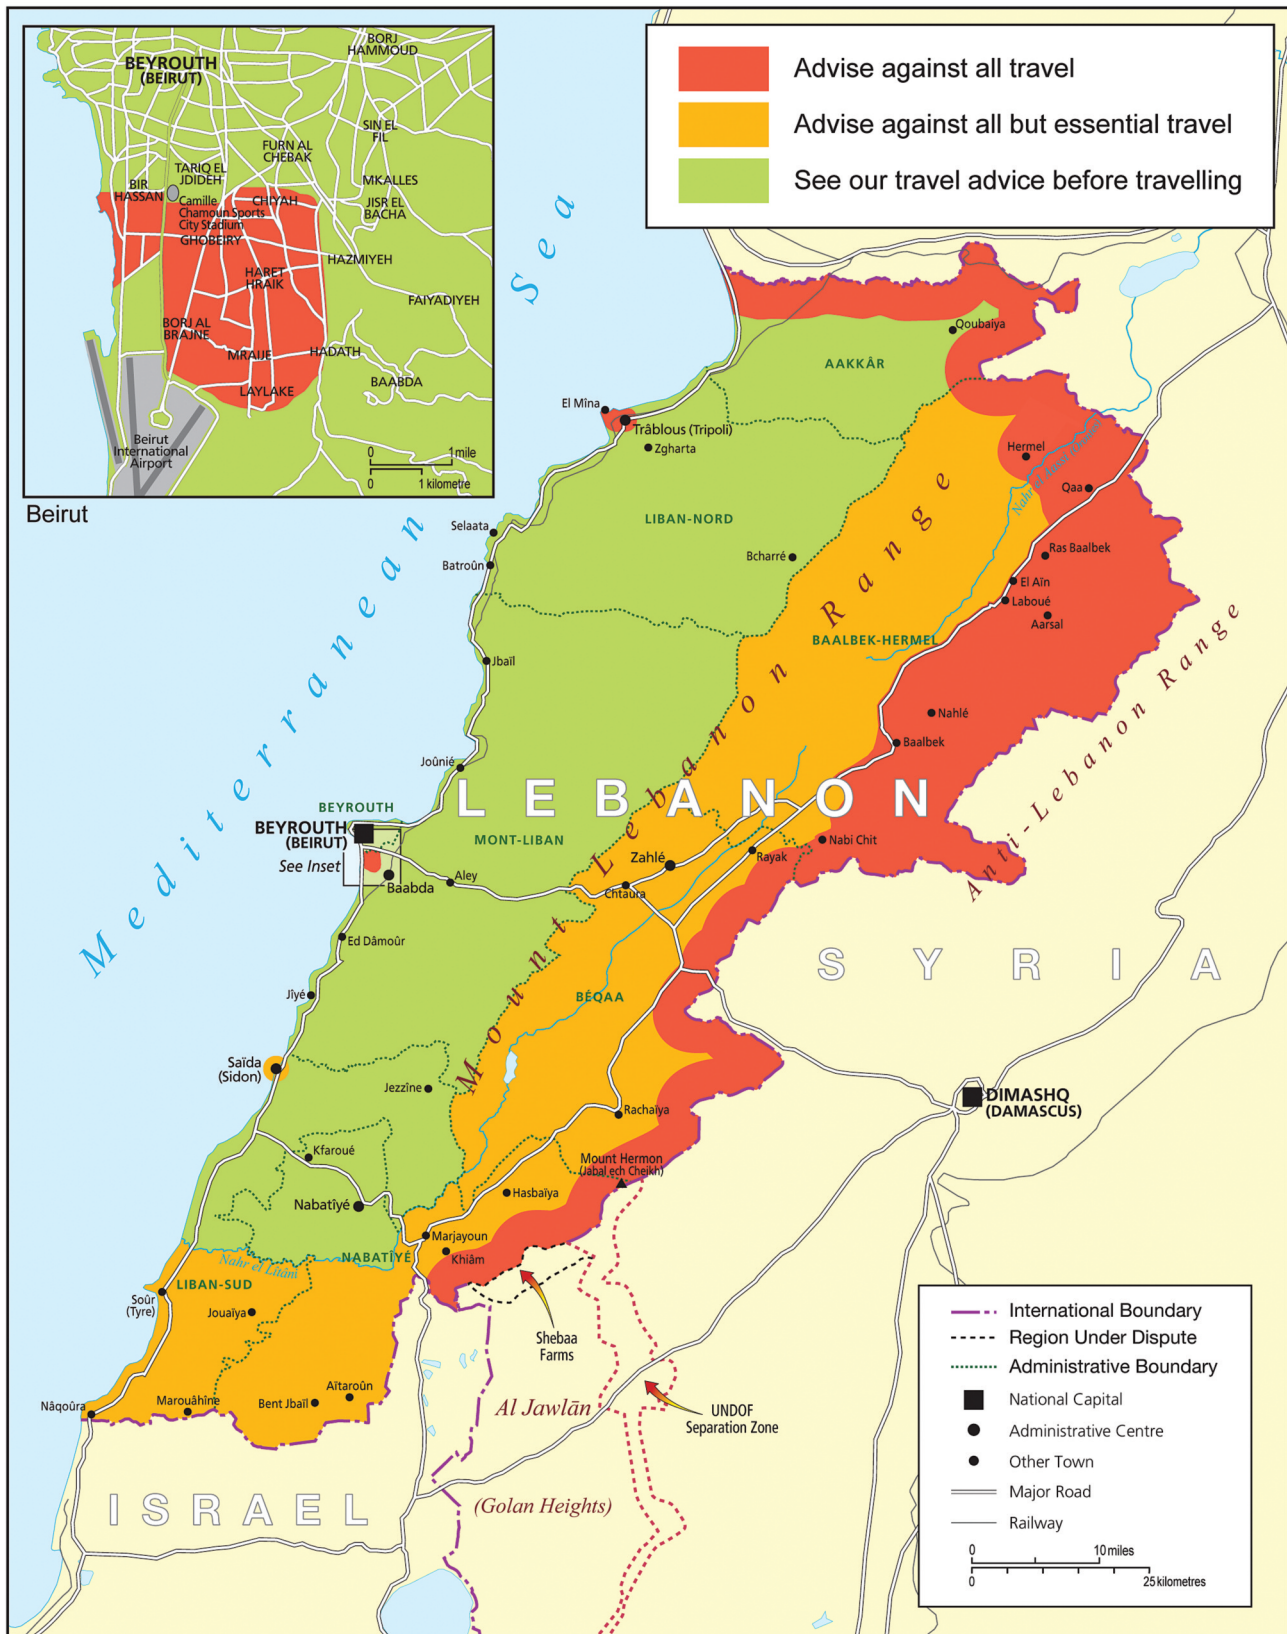 BORJ
HAMMOUD
BEYROUTH
(BEIRUT)
SIN EL
FIL
FURN AL
CHEBAK
TARIQ EL
JDIDEH
MKALLES
BIR
HASSAN
Camille
Chamoun Sports
City Stadium
CHIYAH
JISR EL
BACHA
GHOBEIRY
HAZMIYEH
HARET
HRAIK
FAIYADIYEH
BORJ AL
BRAJNE
MRAIJE
HADATH
BAABDA
LAYLAKE
Beirut
International
Airport
0 1 mile
0 1 kilometre
Beirut
Advise against all travel
Advise against all but essential travel
See our travel advice before travelling
Mediterranean Sea
Qoubaïya
AAKKÂR
El Mîna
Trâblous (Tripoli)
Zgharta
Hermel
Nahr el Aassi (Orontes)
Qaa
Selaata
LIBAN-NORD
Batroûn
Bcharré
Ras Baalbek
El Aïn
Laboué
Aarsal
BAALBEK-HERMEL
Jbaïl
Mount Lebanon Range
Anti-Lebanon Range
Nahlé
Baalbek
Joûnié
LEBANON
BEYROUTH
BEYROUTH
(BEIRUT)
See Inset
MONT-LIBAN
Nabi Chit
Zahlé
Rayak
Baabda
Aley
Chtaura
Ed Dâmoûr
SYRIA
Jîyé
BÉQAA
Saïda
(Sidon)
Jezzîne
DIMASHQ
(DAMASCUS)
Rachaïya
Kfaroué
Mount Hermon
(Jabal ech Cheikh)
Nabatîyé
Hasbaïya
Marjayoun
NABATÎYÉ
Khiâm
Nahr el Lîtâni
LIBAN-SUD
Soûr
(Tyre)
Jouaïya
Shebaa
Farms
Aïtaroûn
Marouâhîne
Bent Jbaïl
Nâqoûra
Al Jawlān
UNDOF
Separation Zone
(Golan Heights)
ISRAEL
International Boundary
Region Under Dispute
Administrative Boundary
National Capital
Administrative Centre
Other Town
Major Road
Railway
0 10 miles
0 25 kilometres